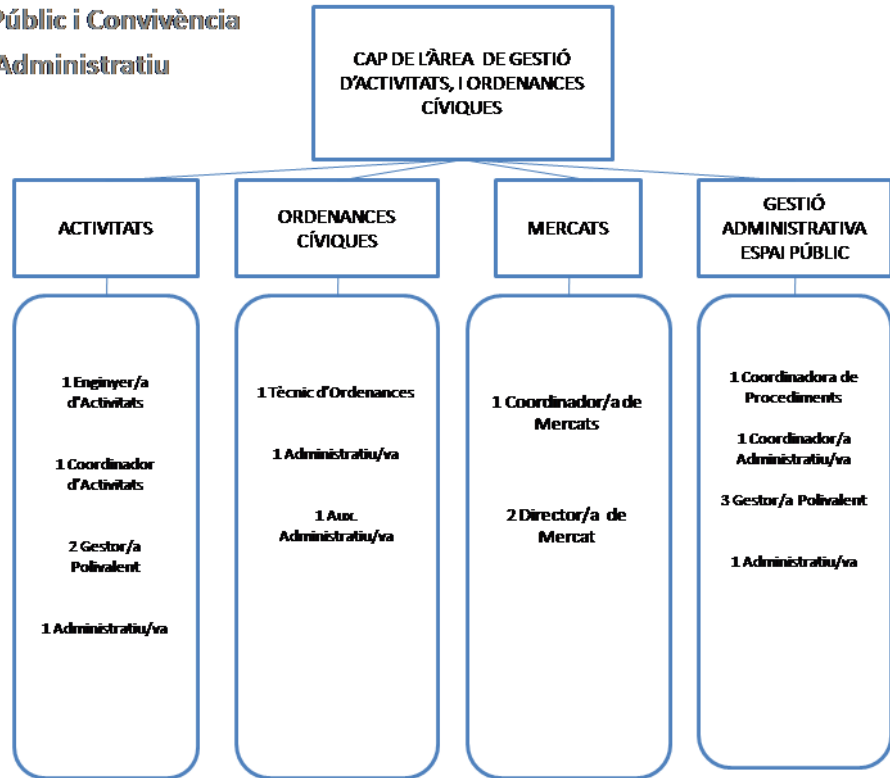 Públic i Convivència
Administratiu
CAP DE L'ÀREA DE GESTIÓ
D'ACTIVITATS, I ORDENANCES
CÍVIQUES
ACTIVITATS
ORDENANCES
CÍVIQUES
MERCATS
GESTIÓ
ADMINISTRATIVA
ESPAI PÚBLIC
1 Enginyer/a
d'Activitats
1 Coordinador
d'Activitats
2 Gestor/a
Polivalent
1 Administratiu/va
1 Tècnic d'Ordenances
1 Administratiu/va
1 Aux.
Administratiu/va
1 Coordinador/a de
Mercats
2 Director/a de
Mercat
1 Coordinadora de
Procediments
1 Coordinador/a
Administratiu/va
3 Gestor/a Polivalent
1 Administratiu/va